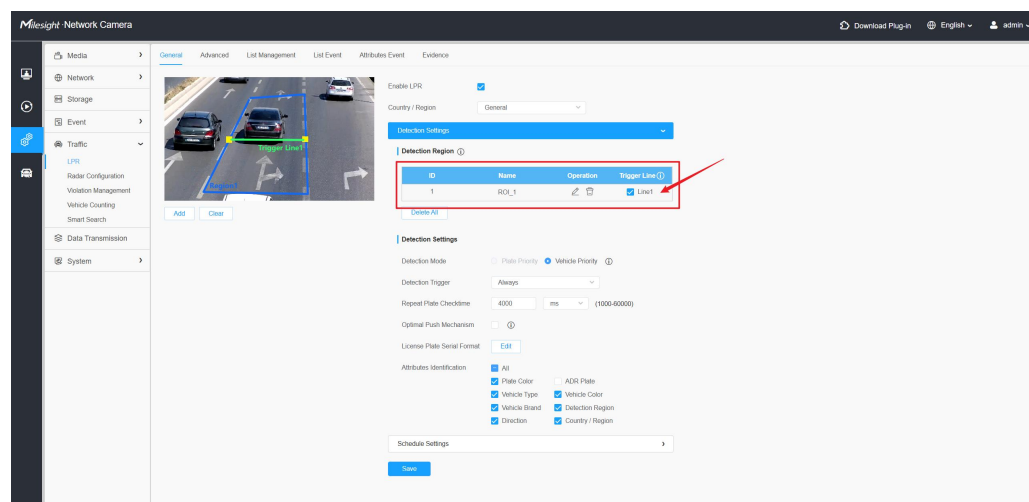 Milesight Network Camera
Download Plug-in
English
admin
Media
Network
Storage
Event
Traffic
LPR
Radar Configuration
Violation Management
Vehicle Counting
Smart Search
Data Transmission
System
General Advanced List Management List Event Attributes Event Evidence
Trigger Line1
Region1
Add Clear
Enable LPR
Country / Region General
Detection Settings
Detection Region
ID Name Operation Trigger Line
1 ROI_1 Line1
Delete All
Detection Settings
Detection Mode Plate Priority Vehicle Priority
Detection Trigger Always
Repeat Plate Checktime 4000 ms (1000-60000)
Optimal Push Mechanism
License Plate Serial Format Edit
Attributes Identification All
Plate Color ADR Plate
Vehicle Type Vehicle Color
Vehicle Brand Detection Region
Direction Country / Region
Schedule Settings
Save